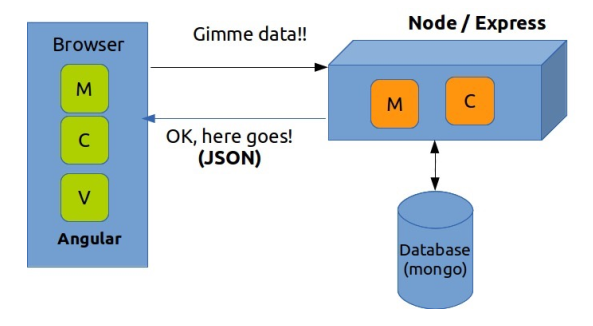 Browser
M
C
V
Angular
Gimme data!!
OK, here goes!
(JSON)
Node / Express
M
C
Database
(mongo)